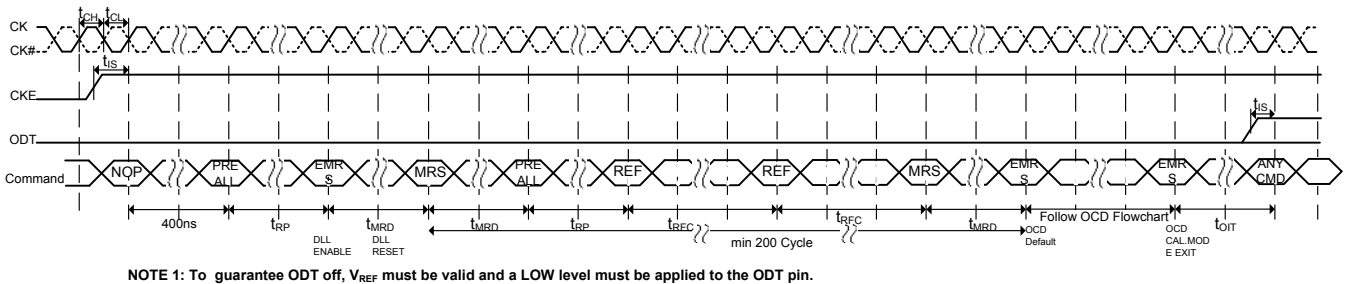 tCH tCL
CK
CK#
tIS
CKE
tIS
ODT
Command NOP PRE ALL EMR S MRS PRE ALL REF REF MRS EMR S EMR S ANY CMD
400ns tRP tMRD tMRD tRP tRFC tRFC tMRD Follow OCD Flowchart tOIT
DLL ENABLE
DLL RESET
min 200 Cycle
OCD Default
OCD CAL.MOD E EXIT
NOTE 1: To guarantee ODT off, VREF must be valid and a LOW level must be applied to the ODT pin.